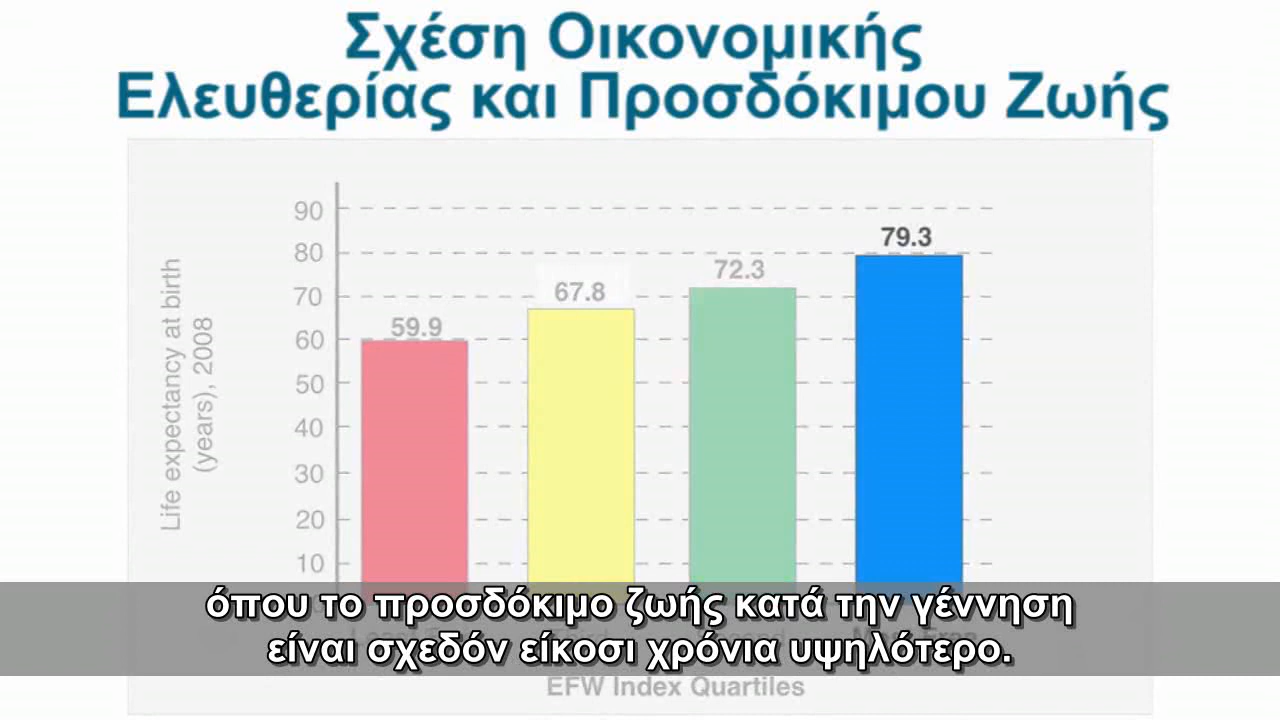 Σχέση Οικονομικής
Ελευθερίας και Προσδόκιμου Ζωής
Life expectancy at birth
(years), 2008
90
80
70
60
50
40
30
20
10
59.9
67.8
72.3
79.3
όπου το προσδόκιμο ζωής κατά την γέννηση
είναι σχεδόν είκοσι χρόνια υψηλότερο.
EFW Index Quartiles